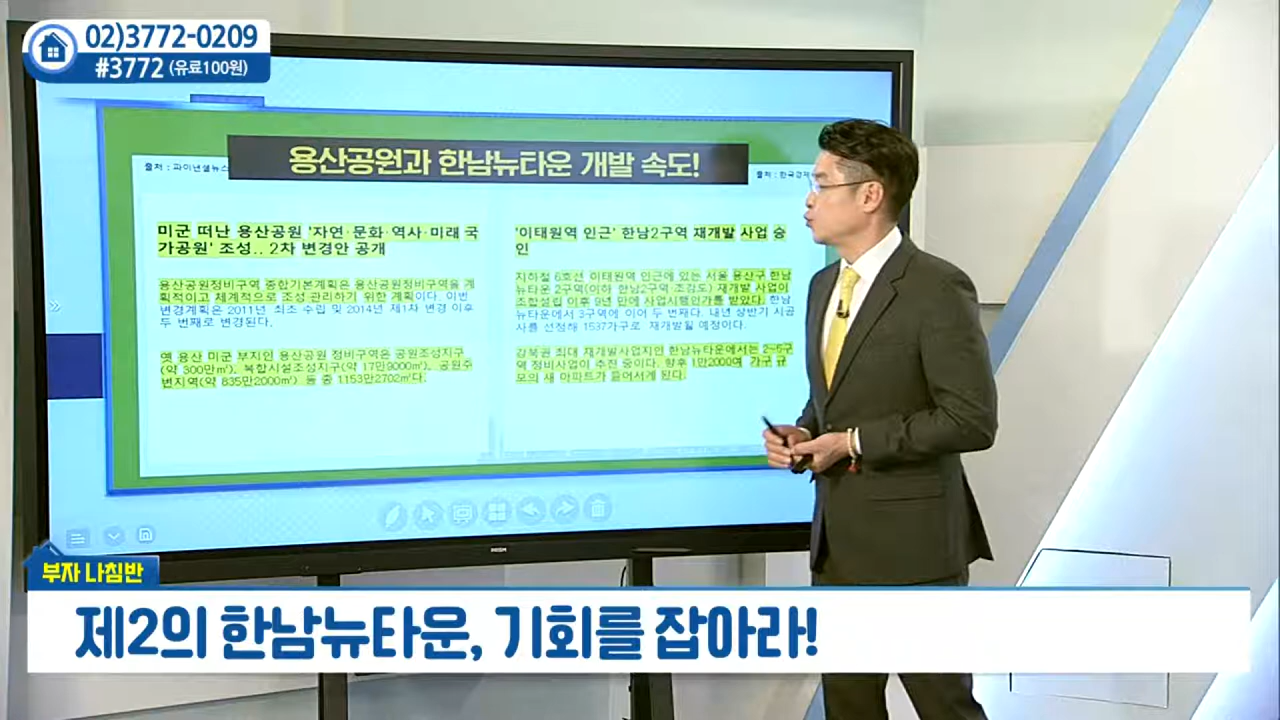 02)3772-0209
#3772 (유료100원)
용산공원과 한남뉴타운 개발 속도!
출처 : 파이낸셜뉴스
출처 : 한국경제
미군 떠난 용산공원 '자연·문화·역사·미래 국
가공원' 조성.. 2차 변경안 공개
용산공원정비구역 종합기본계획은 용산공원정비구역을 계
획적이고 체계적으로 조성·관리하기 위한 계획이다. 이번
변경계획은 2011년 최초 수립 및 2014년 제1차 변경 이후
두 번째로 변경된다.
옛 용산 미군 부지인 용산공원 정비구역은 공원조성지구
(약 300만㎡), 복합시설조성지구(약 17만9000㎡), 공원주
변지역(약 835만2000㎡) 등 총 1153만2702㎡다.
'이태원역 인근' 한남2구역 재개발 사업 승
인
지하철 6호선 이태원역 인근에 있는 서울 용산구 한남
뉴타운 2구역(이하 한남2구역·조감도) 재개발 사업이
조합설립 이후 9년 만에 사업시행인가를 받았다. 한남
뉴타운에서 3구역에 이어 두 번째다. 내년 상반기 시공
사를 선정해 1537가구로 재개발될 예정이다.
강북권 최대 재개발사업지인 한남뉴타운에서는 2~5구
역 정비사업이 추진 중이다. 향후 1만2000여 가구 규
모의 새 아파트가 들어서게 된다.
부자 나침반
제2의 한남뉴타운, 기회를 잡아라!